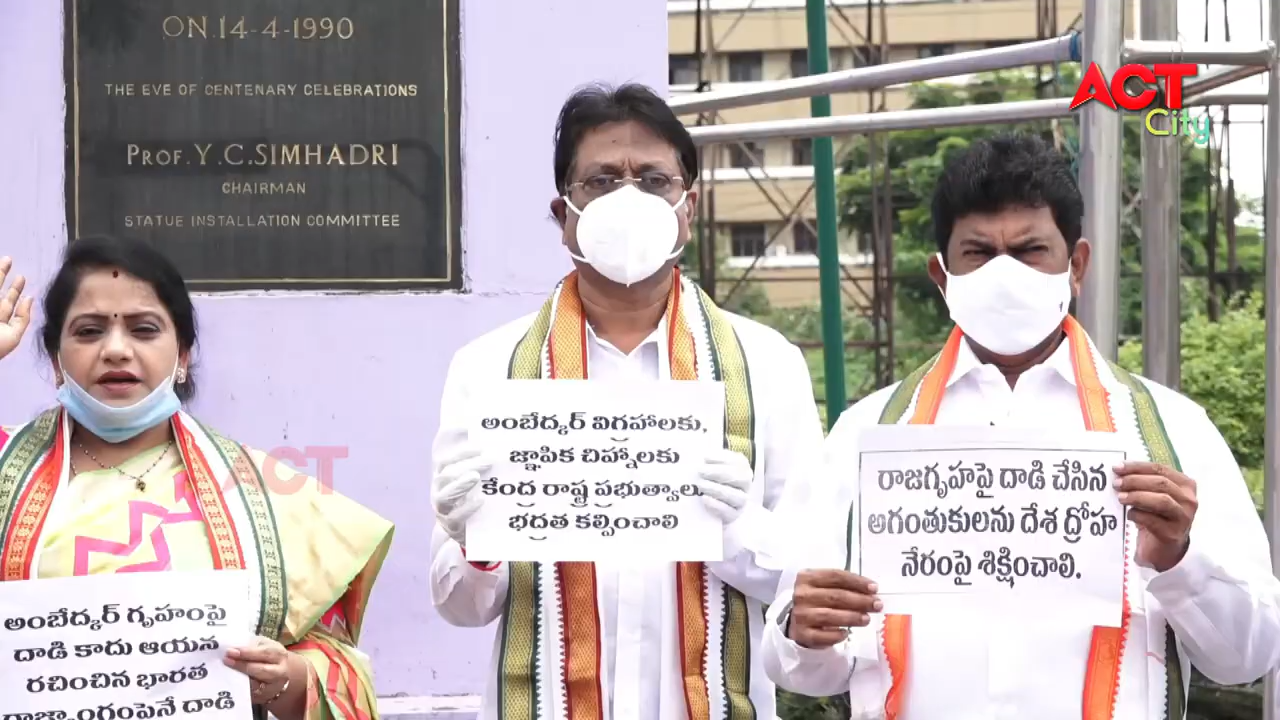 ON 14-4-1990
THE EVE OF CENTENARY CELEBRATIONS
PROF. Y.C.SIMHADRI
CHAIRMAN
STATUE INSTALLATION COMMITTEE
ACT
City
ACT
అంబేద్కర్ గృహంపై
దాడి కాదు ఆయన
రచించిన భారత
రాజ్యాంగంపైనే దాడి
అంబేద్కర్ విగ్రహాలకు,
జ్ఞాపిక చిహ్నాలకు
కేంద్ర రాష్ట్ర ప్రభుత్వాలు
భద్రత కల్పించాలి
రాజగృహపై దాడి చేసిన
అగంతుకులను దేశ ద్రోహ
నేరంపై శిక్షించాలి.